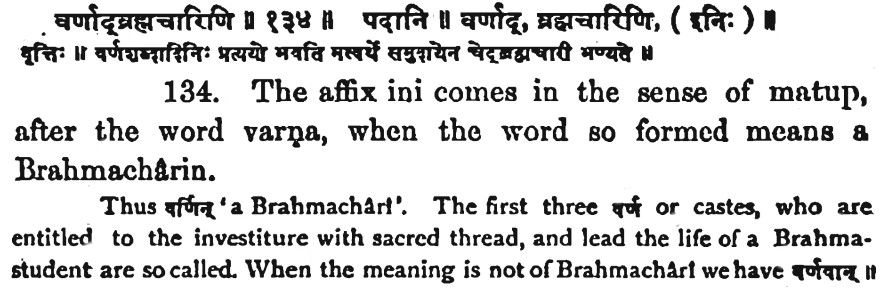 वर्णाद्ब्रह्मचारिणि ॥ १३४ ॥ पदानि ॥ वर्णाद्, ब्रह्मचारिणि, ( इनिः ) ॥
वृत्तिः ॥ वर्णशब्दादिनिः प्रत्ययो भवति मत्वर्थे समुदायेन चेद्ब्रह्मचारी भण्यते ॥
134. The affix ini comes in the sense of matup,
after the word varṇa, when the word so formed means a
Brahmachârin.
Thus वर्णिन् 'a Brahmachârî'. The first three वर्ण or castes, who are
entitled to the investiture with sacred thread, and lead the life of a Brahma-
student are so called. When the meaning is not of Brahmachârî we have वर्णवान् ॥